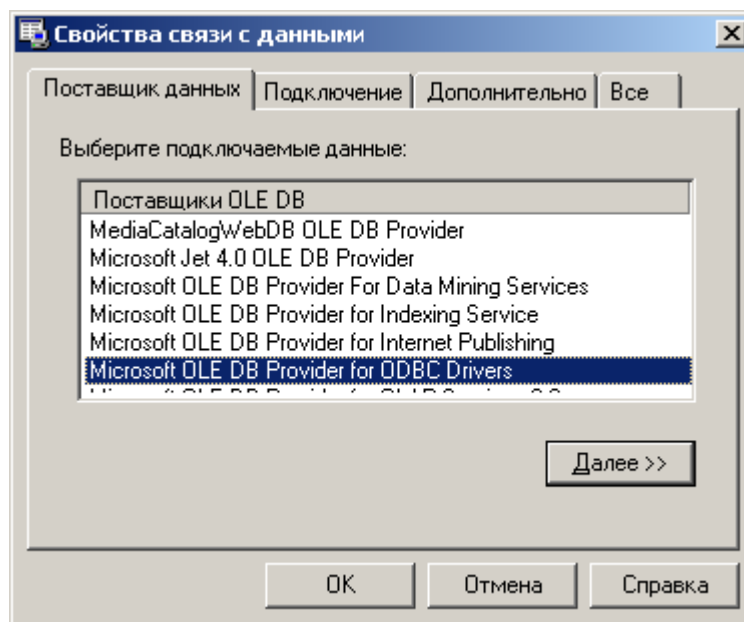 Свойства связи с данными
Поставщик данных Подключение Дополнительно Все
Выберите подключаемые данные:
Поставщики OLE DB
MediaCatalogWebDB OLE DB Provider
Microsoft Jet 4.0 OLE DB Provider
Microsoft OLE DB Provider For Data Mining Services
Microsoft OLE DB Provider for Indexing Service
Microsoft OLE DB Provider for Internet Publishing
Microsoft OLE DB Provider for ODBC Drivers
Далее >>
OK Отмена Справка